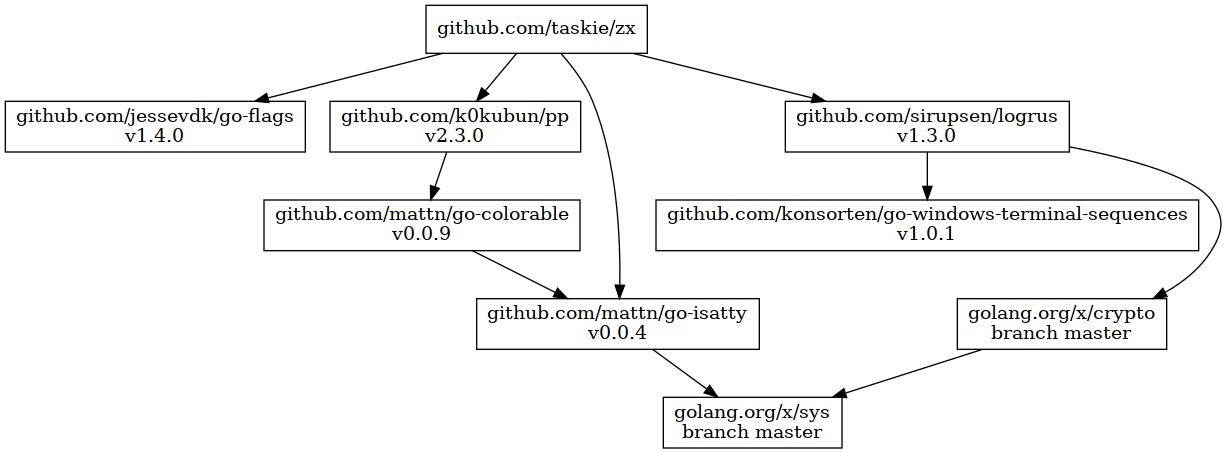 github.com/taskie/zx
github.com/jessevdk/go-flags
v1.4.0
github.com/k0kubun/pp
v2.3.0
github.com/sirupsen/logrus
v1.3.0
github.com/mattn/go-colorable
v0.0.9
github.com/konsorten/go-windows-terminal-sequences
v1.0.1
github.com/mattn/go-isatty
v0.0.4
golang.org/x/crypto
branch master
golang.org/x/sys
branch master